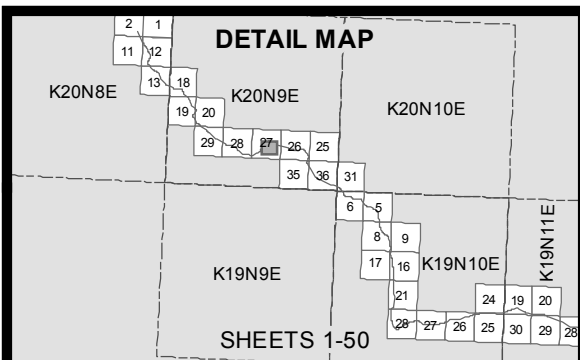 2 1
DETAIL MAP
11 12
13 18
K20N8E
K20N9E
K20N10E
19 20
29 28 27 26 25
35 36 31
6 5
8 9
K19N11E
17 16
K19N9E
K19N10E
21
24 19 20
28 27 26 25 30 29 28
SHEETS 1-50